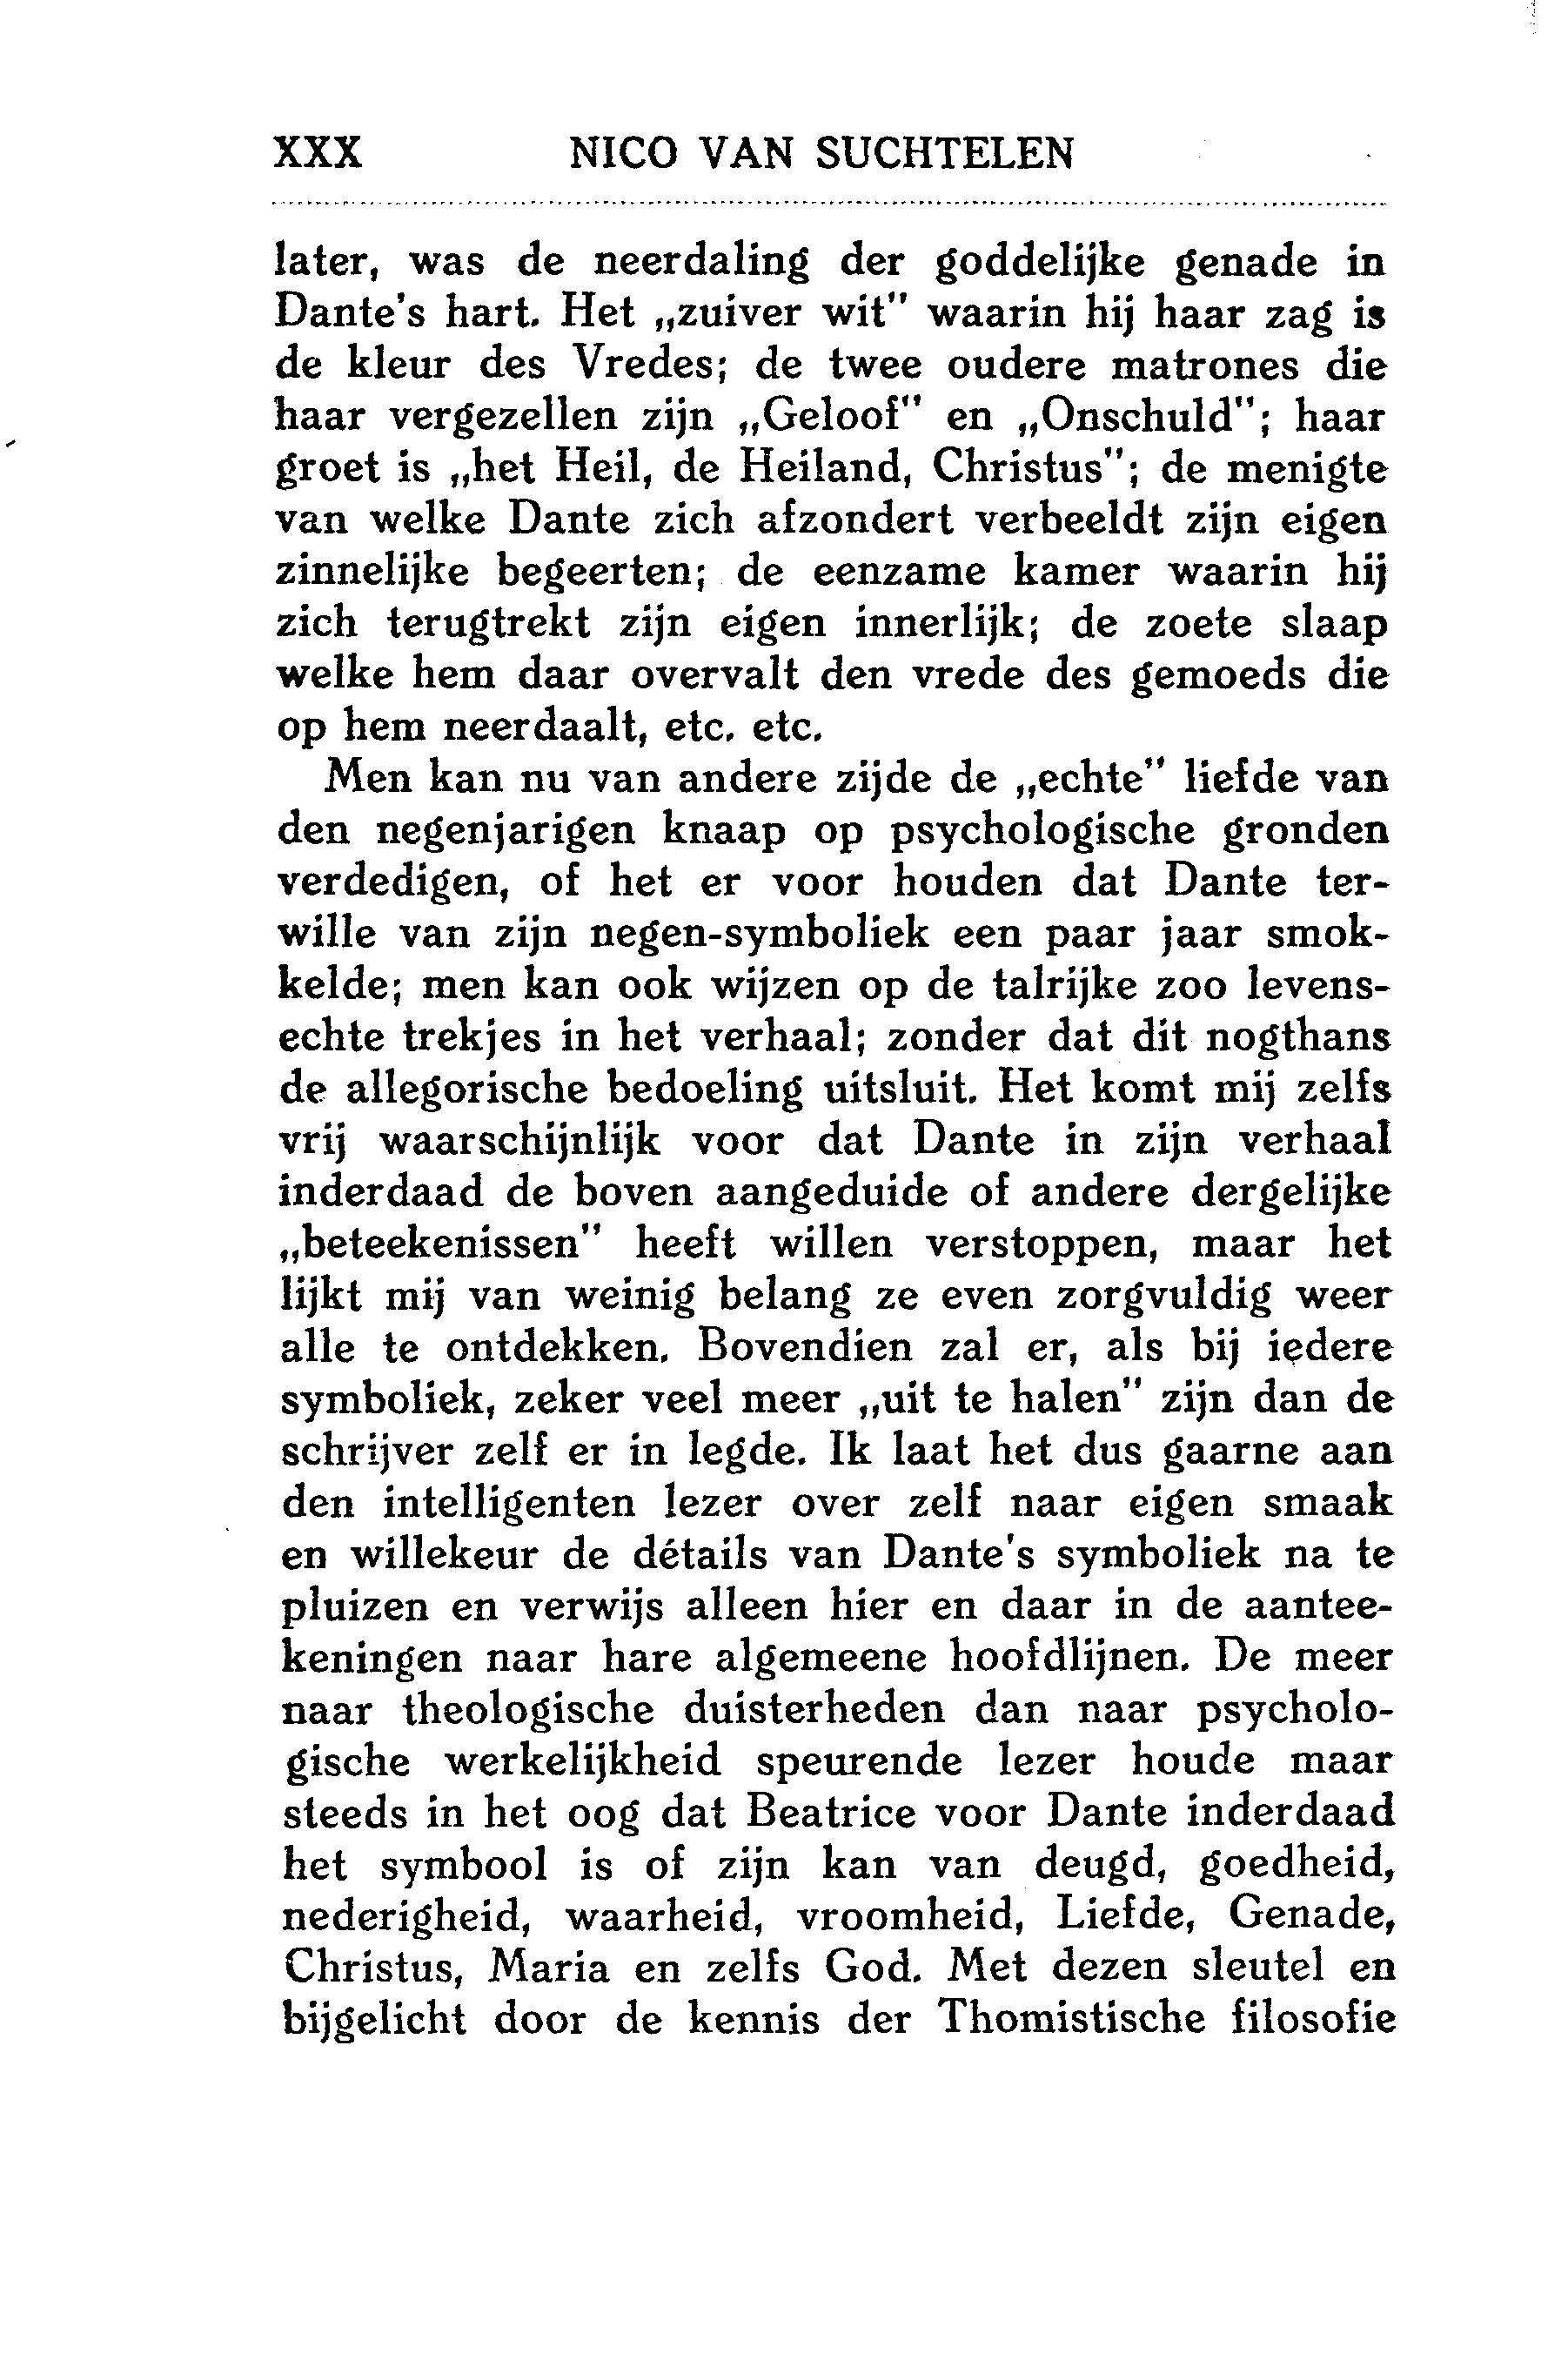 XXX NICO VAN SUCHTELEN
later, was de neerdaling der goddelijke genade in
Dante's hart. Het „zuiver wit" waarin hij haar zag is
de kleur des Vredes; de twee oudere matrones die
haar vergezellen zijn „Geloof" en „Onschuld"; haar
groet is „het Heil, de Heiland, Christus"; de menigte
van welke Dante zich afzondert verbeeldt zijn eigen
zinnelijke begeerten; de eenzame kamer waarin hij
zich terugtrekt zijn eigen innerlijk; de zoete slaap
welke hem daar overvalt den vrede des gemoeds die
op hem neerdaalt, etc. etc.
Men kan nu van andere zijde de „echte" liefde van
den negenjarigen knaap op psychologische gronden
verdedigen, of het er voor houden dat Dante ter-
wille van zijn negen-symboliek een paar jaar smok-
kelde; men kan ook wijzen op de talrijke zoo levens-
echte trekjes in het verhaal; zonder dat dit nogthans
de allegorische bedoeling uitsluit. Het komt mij zelfs
vrij waarschijnlijk voor dat Dante in zijn verhaal
inderdaad de boven aangeduide of andere dergelijke
„beteekenissen" heeft willen verstoppen, maar het
lijkt mij van weinig belang ze even zorgvuldig weer
alle te ontdekken. Bovendien zal er, als bij iedere
symboliek, zeker veel meer „uit te halen" zijn dan de
schrijver zelf er in legde. Ik laat het dus gaarne aan
den intelligenten lezer over zelf naar eigen smaak
en willekeur de détails van Dante's symboliek na te
pluizen en verwijs alleen hier en daar in de aantee-
keningen naar hare algemeene hoofdlijnen. De meer
naar theologische duisterheden dan naar psycholo-
gische werkelijkheid speurende lezer houde maar
steeds in het oog dat Beatrice voor Dante inderdaad
het symbool is of zijn kan van deugd, goedheid,
nederigheid, waarheid, vroomheid, Liefde, Genade,
Christus, Maria en zelfs God. Met dezen sleutel en
bijgelicht door de kennis der Thomistische filosofie